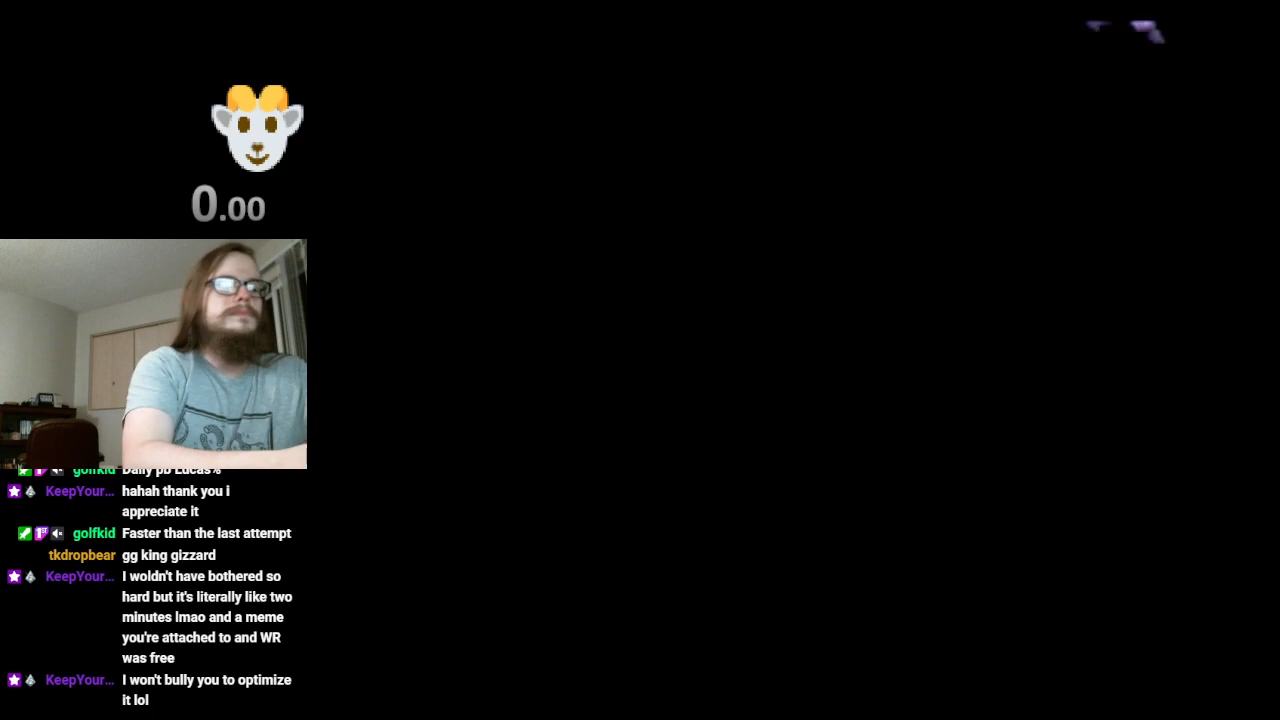 0.00
golfkid Daily pb Lucas%
KeepYour... hahah thank you i
appreciate it
golfkid Faster than the last attempt
tkdropbear gg king gizzard
KeepYour... I woldn't have bothered so
hard but it's literally like two
minutes lmao and a meme
you're attached to and WR
was free
KeepYour... I won't bully you to optimize
it lol